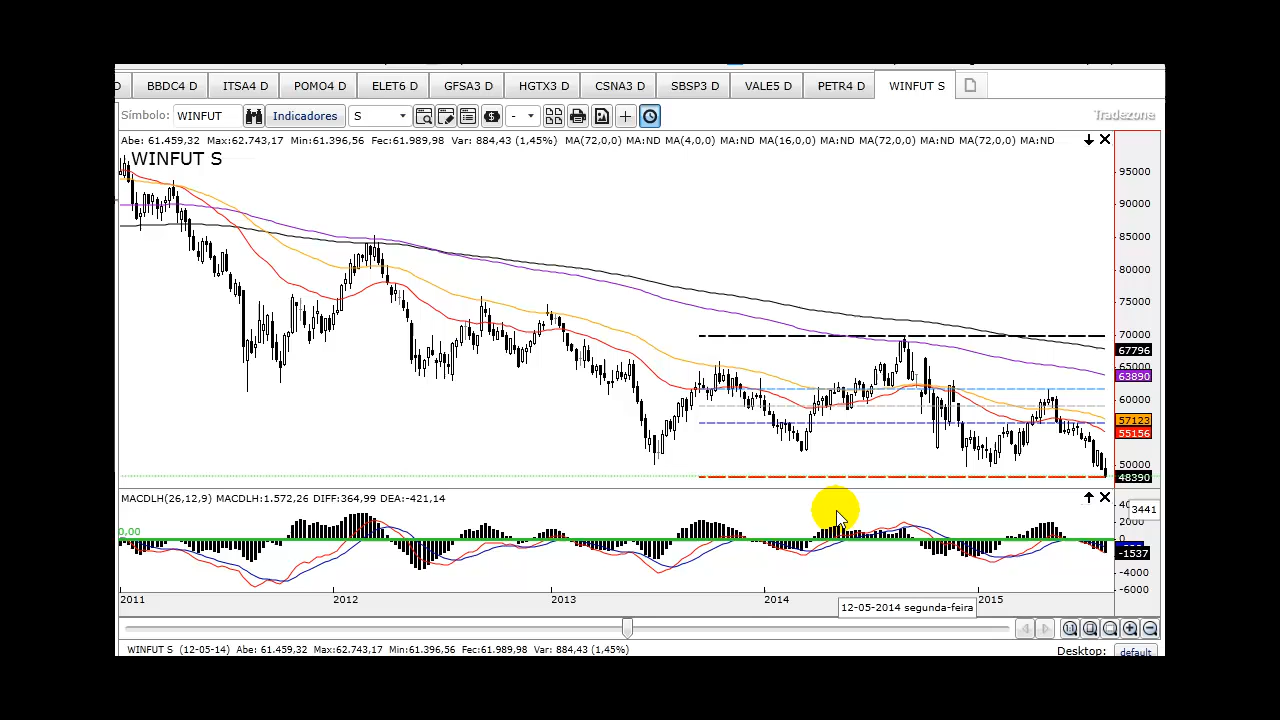 D BBDC4 D ITSA4 D POMO4 D ELET6 D GFSA3 D HGTX3 D CSNA3 D SBSP3 D VALE5 D PETR4 D WINFUT S
Símbolo: WINFUT Indicadores S - Tradezone
Abe: 61.459,32 Max:62.743,17 Min:61.396,56 Fec:61.989,98 Var: 884,43 (1,45%) MA(72,0,0) MA:ND MA(4,0,0) MA:ND MA(16,0,0) MA:ND MA(72,0,0) MA:ND MA(72,0,0) MA:ND
WINFUT S
95000
90000
85000
80000
75000
70000
67796
65000
63890
60000
57123
55156
50000
48390
MACDLH(26,12,9) MACDLH:1.572,26 DIFF:364,99 DEA:-421,14
3441
2000
0,00
0
-1537
-4000
-6000
2011 2012 2013 2014 2015
12-05-2014 segunda-feira
1:1
WINFUT S (12-05-14) Abe: 61.459,32 Max:62.743,17 Min:61.396,56 Fec:61.989,98 Var: 884,43 (1,45%) Desktop: default